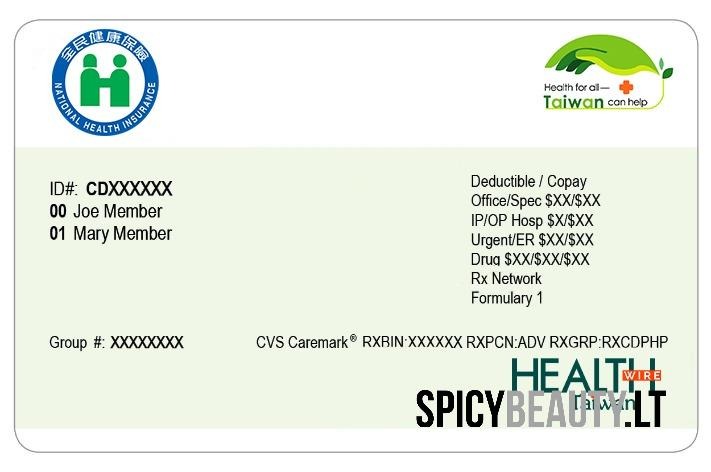 全民健康保險
NATIONAL HEALTH INSURANCE
Health for all—
Taiwan can help
ID#: CDXXXXXX
00 Joe Member
01 Mary Member
Deductible / Copay
Office/Spec $XX/$XX
IP/OP Hosp $X/$XX
Urgent/ER $XX/$XX
Drug $XX/$XX/$XX
Rx Network
Formulary 1
Group #: XXXXXXXX
CVS Caremark® RXBIN:XXXXXX RXPCN:ADV RXGRP:RXCDPHP
HEALTH WIRE
Taiwan
SPICYBEAUTY.LT